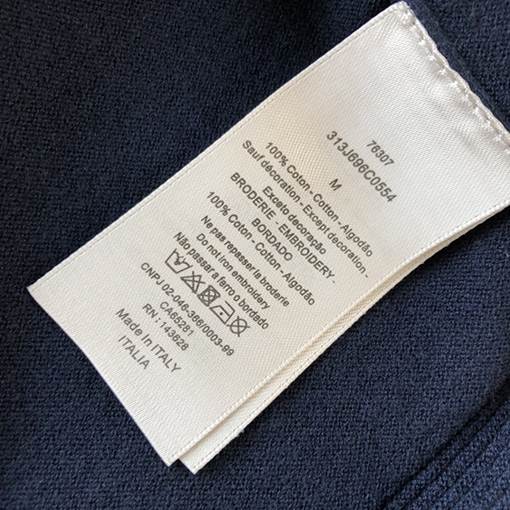 76307
313J696C0554
M
100% Coton - Cotton - Algodão
Sauf décoration - Except decoration -
Exceto decoração
BRODERIE - EMBROIDERY -
BORDADO
100% Coton - Cotton - Algodão
Ne pas repasser la broderie
Do not iron embroidery
Não passar a ferro o bordado
CNPJ 02-046-366/0003-99
CA65281
RN : 143628
Made in ITALY
ITALIA